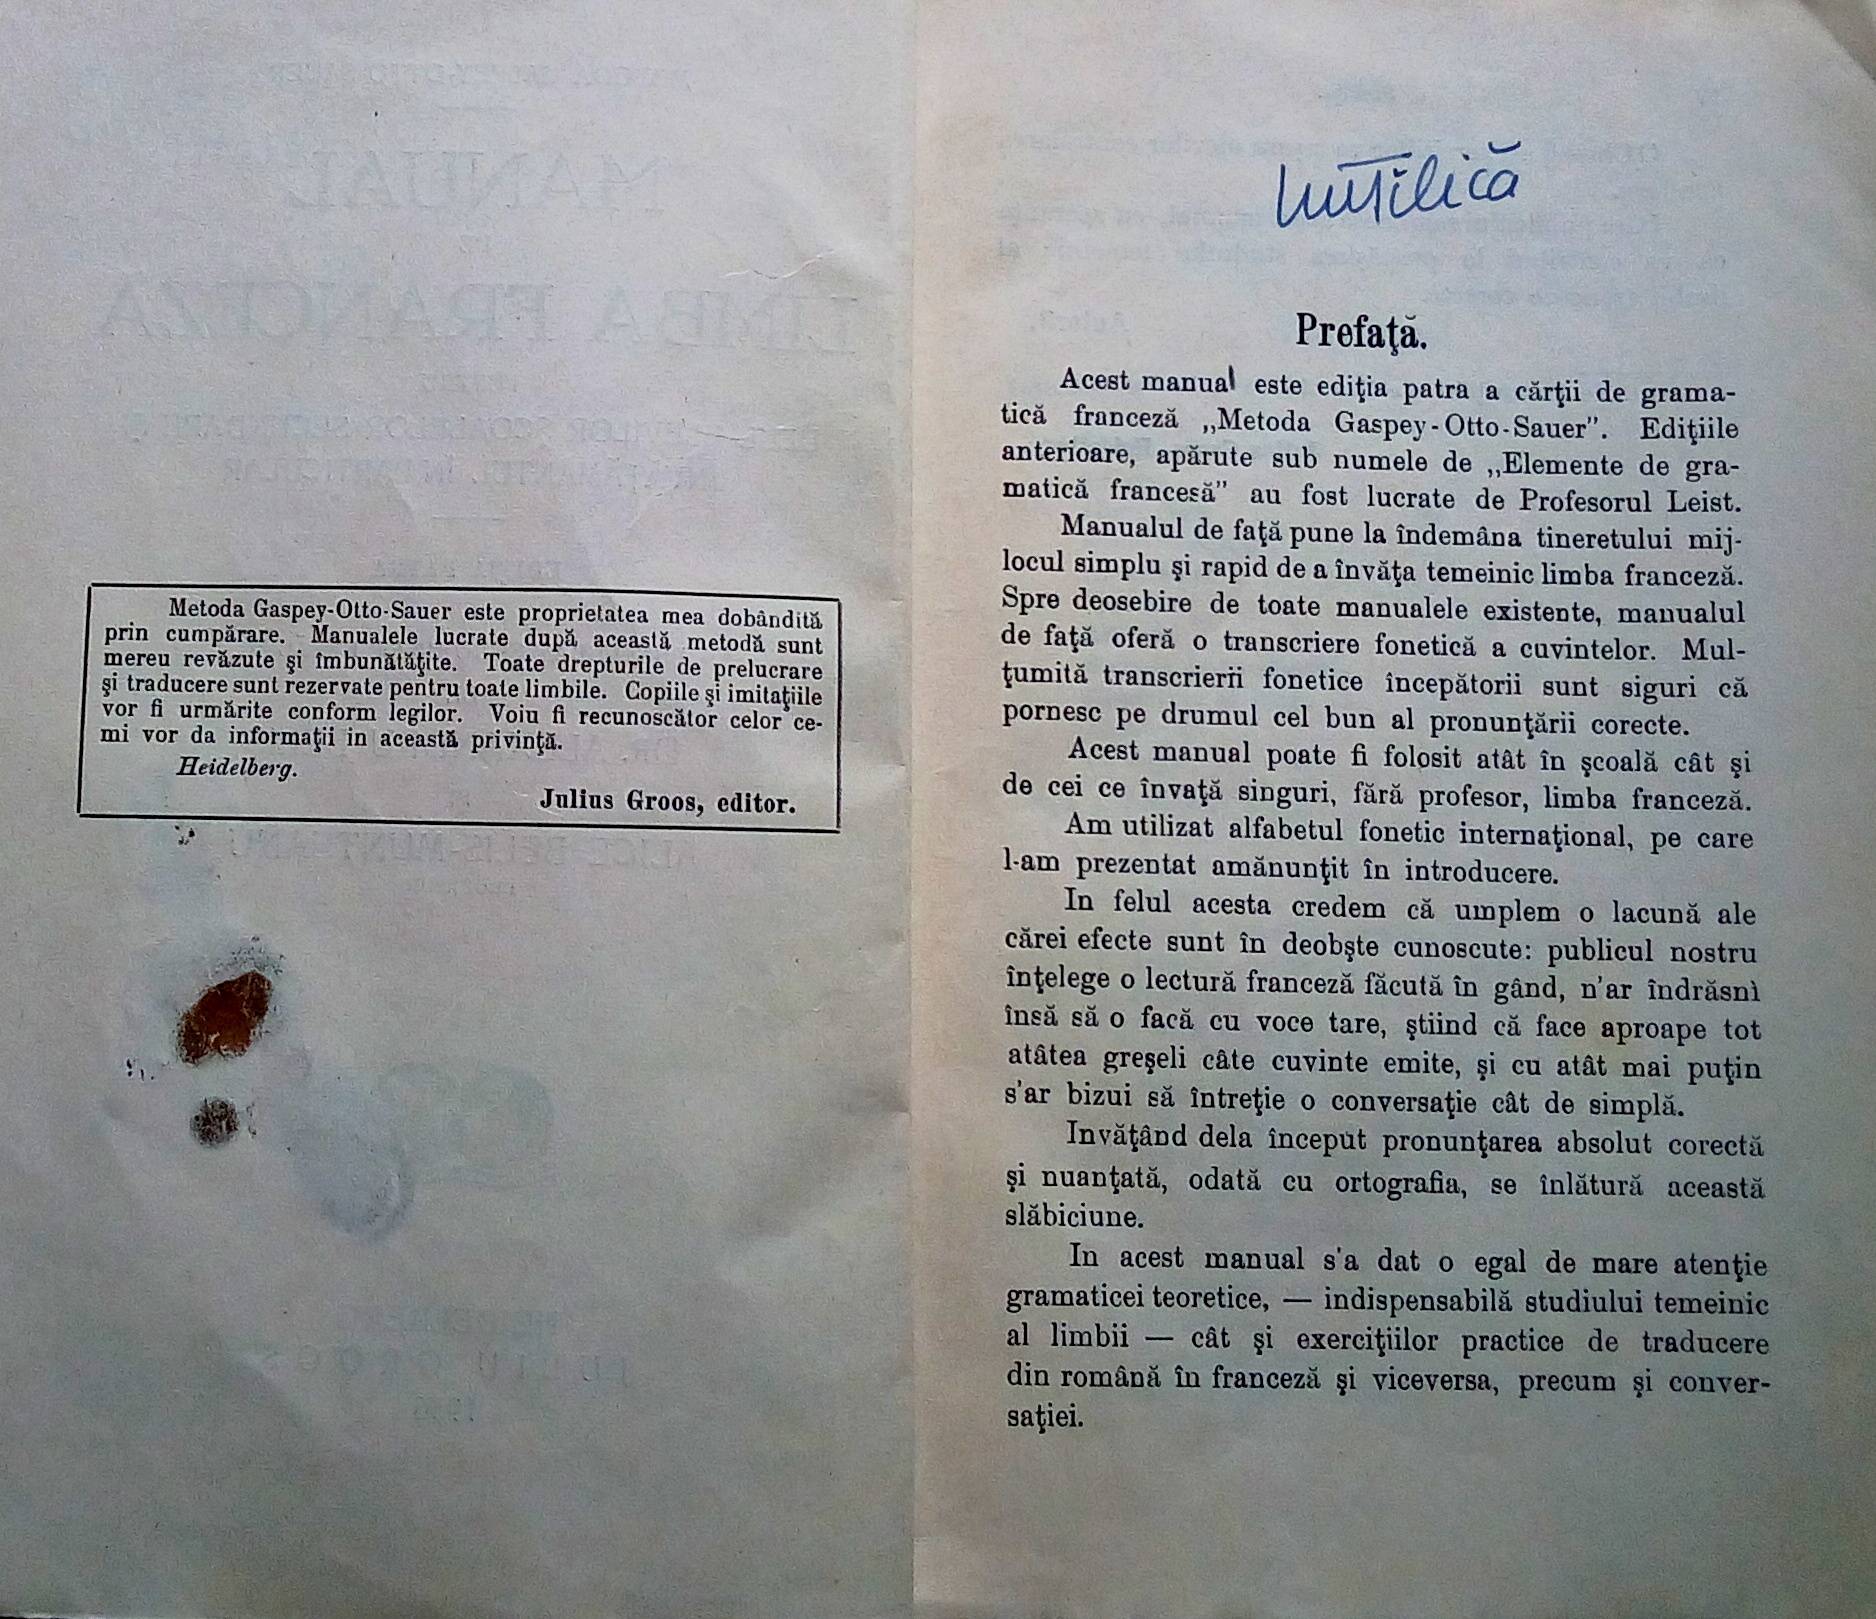 Metoda Gaspey-Otto-Sauer este proprietatea mea dobândită
prin cumpărare. Manualele lucrate după această metodă sunt
mereu revăzute şi îmbunătăţite. Toate drepturile de prelucrare
şi traducere sunt rezervate pentru toate limbile. Copiile şi imitaţiile
vor fi urmărite conform legilor. Voiu fi recunoscător celor ce-
mi vor da informaţii in această privinţă.
Heidelberg.
Julius Groos, editor.
Prefaţă.
Acest manual este ediţia patra a cărţii de grama-
tică franceză ,,Metoda Gaspey-Otto-Sauer”. Ediţiile
anterioare, apărute sub numele de ,,Elemente de gra-
matică francesă” au fost lucrate de Profesorul Leist.
Manualul de faţă pune la îndemâna tineretului mij-
locul simplu şi rapid de a învăţa temeinic limba franceză.
Spre deosebire de toate manualele existente, manualul
de faţă oferă o transcriere fonetică a cuvintelor. Mul-
ţumită transcrierii fonetice începătorii sunt siguri că
pornesc pe drumul cel bun al pronunţării corecte.
Acest manual poate fi folosit atât în şcoală cât şi
de cei ce învaţă singuri, fără profesor, limba franceză.
Am utilizat alfabetul fonetic internaţional, pe care
l-am prezentat amănunţit în introducere.
In felul acesta credem că umplem o lacună ale
cărei efecte sunt în deobşte cunoscute: publicul nostru
înţelege o lectură franceză făcută în gând, n'ar îndrăsnì
însă să o facă cu voce tare, ştiind că face aproape tot
atâtea greşeli câte cuvinte emite, şi cu atât mai puţin
s'ar bizui să întreţie o conversaţie cât de simplă.
Invăţând dela început pronunţarea absolut corectă
şi nuanţată, odată cu ortografia, se înlătură această
slăbiciune.
In acest manual s'a dat o egal de mare atenţie
gramaticei teoretice, — indispensabilă studiului temeinic
al limbii — cât şi exerciţiilor practice de traducere
din română în franceză şi viceversa, precum şi conver-
saţiei.